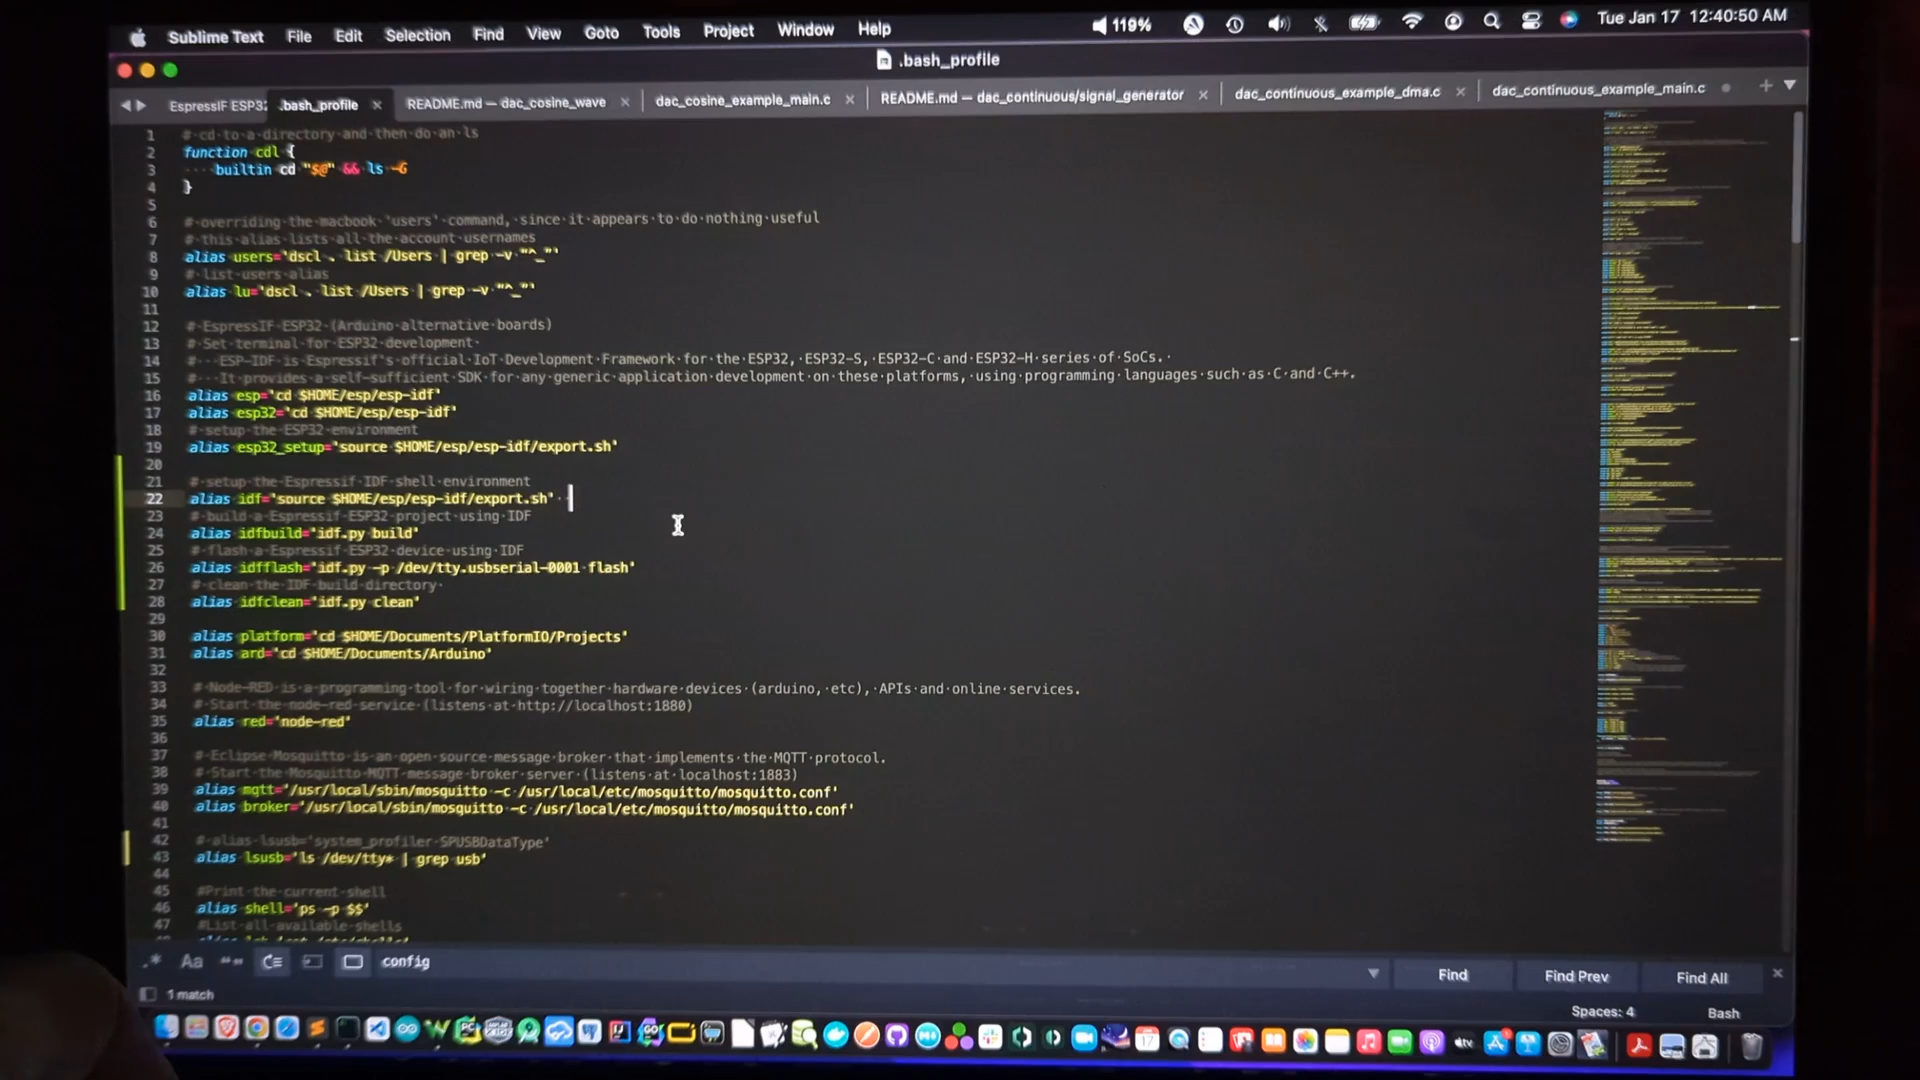 Sublime Text File Edit Selection Find View Goto Tools Project Window Help 119% Tue Jan 17 12:40:50 AM
.bash_profile
EspressIF ESP32 .bash_profile README.md — dac_cosine_wave dac_cosine_example_main.c README.md — dac_continuous/signal_generator dac_continuous_example_dma.c dac_continuous_example_main.c
1 # cd to a directory and then do an ls
2 function cdl {
3 builtin cd "$@" && ls -G
4 }
5
6 # overriding the macbook 'users' command, since it appears to do nothing useful
7 # this alias lists all the account usernames
8 alias users='dscl . list /Users | grep -v "^_"'
9 # list users alias
10 alias lu='dscl . list /Users | grep -v "^_"'
11
12 # EspressIF ESP32 (Arduino alternative boards)
13 # Set terminal for ESP32 development
14 # ESP-IDF is Espressif's official IoT Development Framework for the ESP32, ESP32-S, ESP32-C and ESP32-H series of SoCs.
15 # It provides a self-sufficient SDK for any generic application development on these platforms, using programming languages such as C and C++.
16 alias esp='cd $HOME/esp/esp-idf'
17 alias esp32='cd $HOME/esp/esp-idf'
18 # setup the ESP32 environment
19 alias esp32_setup='source $HOME/esp/esp-idf/export.sh'
20
21 # setup the Espressif IDF shell environment
22 alias idf='source $HOME/esp/esp-idf/export.sh'
23 # build a Espressif ESP32 project using IDF
24 alias idfbuild='idf.py build'
25 # flash a Espressif ESP32 device using IDF
26 alias idfflash='idf.py -p /dev/tty.usbserial-0001 flash'
27 # clean the IDF build directory
28 alias idfclean='idf.py clean'
29
30 alias platform='cd $HOME/Documents/PlatformIO/Projects'
31 alias ard='cd $HOME/Documents/Arduino'
32
33 # Node-RED is a programming tool for wiring together hardware devices (arduino, etc), APIs and online services.
34 # Start the node-red service (listens at http://localhost:1880)
35 alias red='node-red'
36
37 # Eclipse Mosquitto is an open source message broker that implements the MQTT protocol.
38 # Start the Mosquitto MQTT message broker server (listens at localhost:1883)
39 alias mqtt='/usr/local/sbin/mosquitto -c /usr/local/etc/mosquitto/mosquitto.conf'
40 alias broker='/usr/local/sbin/mosquitto -c /usr/local/etc/mosquitto/mosquitto.conf'
41
42 # alias lsusb='system_profiler SPUSBDataType'
43 alias lsusb='ls /dev/tty* | grep usb'
44
45 #Print the current shell
46 alias shell='ps -p $$'
47 #List all available shells
.* Aa config Find Find Prev Find All
1 match
Spaces: 4 Bash